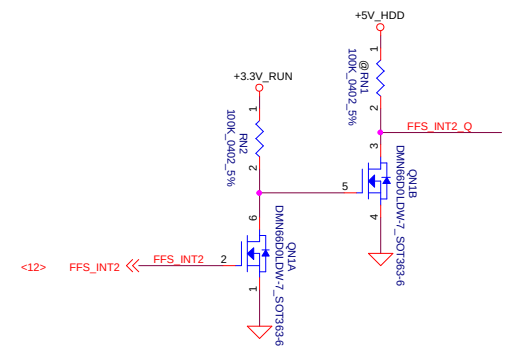 +5V_HDD
1
@ RN1
100K_0402_5%
2
+3.3V_RUN
1
RN2
100K_0402_5%
2
FFS_INT2_Q
3
QN1B
DMN66D0LDW-7_SOT363-6
5
4
6
QN1A
DMN66D0LDW-7_SOT363-6
<12>
FFS_INT2
FFS_INT2
2
1